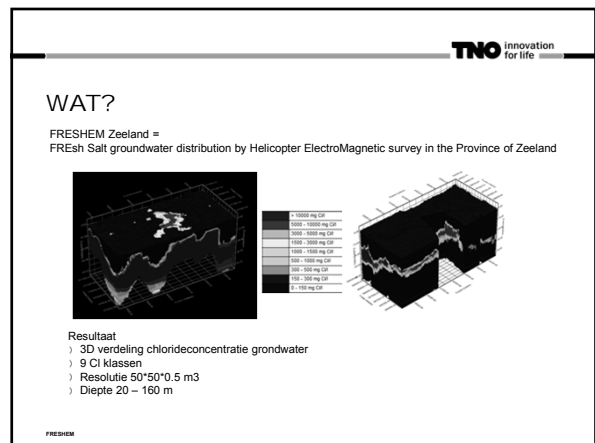 TNO innovation
for life
WAT?
FRESHEM Zeeland =
FREsh Salt groundwater distribution by Helicopter ElectroMagnetic survey in the Province of Zeeland
> 10000 mg Cl/l
5000 - 10000 mg Cl/l
3000 - 5000 mg Cl/l
1500 - 3000 mg Cl/l
1000 - 1500 mg Cl/l
500 - 1000 mg Cl/l
300 - 500 mg Cl/l
150 - 300 mg Cl/l
0 - 150 mg Cl/l
Resultaat
) 3D verdeling chlorideconcentratie grondwater
) 9 Cl klassen
) Resolutie 50*50*0.5 m3
) Diepte 20 – 160 m
FRESHEM